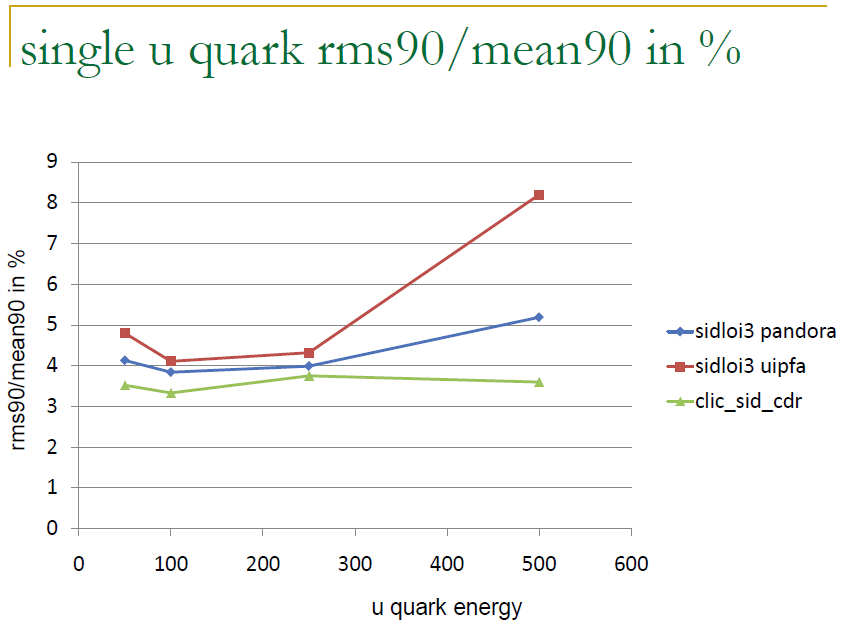 single u quark rms90/mean90 in %
9
8
7
6
5
4
3
2
1
0
rms90/mean90 in %
0 100 200 300 400 500 600
u quark energy
sidloi3 pandora
sidloi3 uipfa
clic_sid_cdr